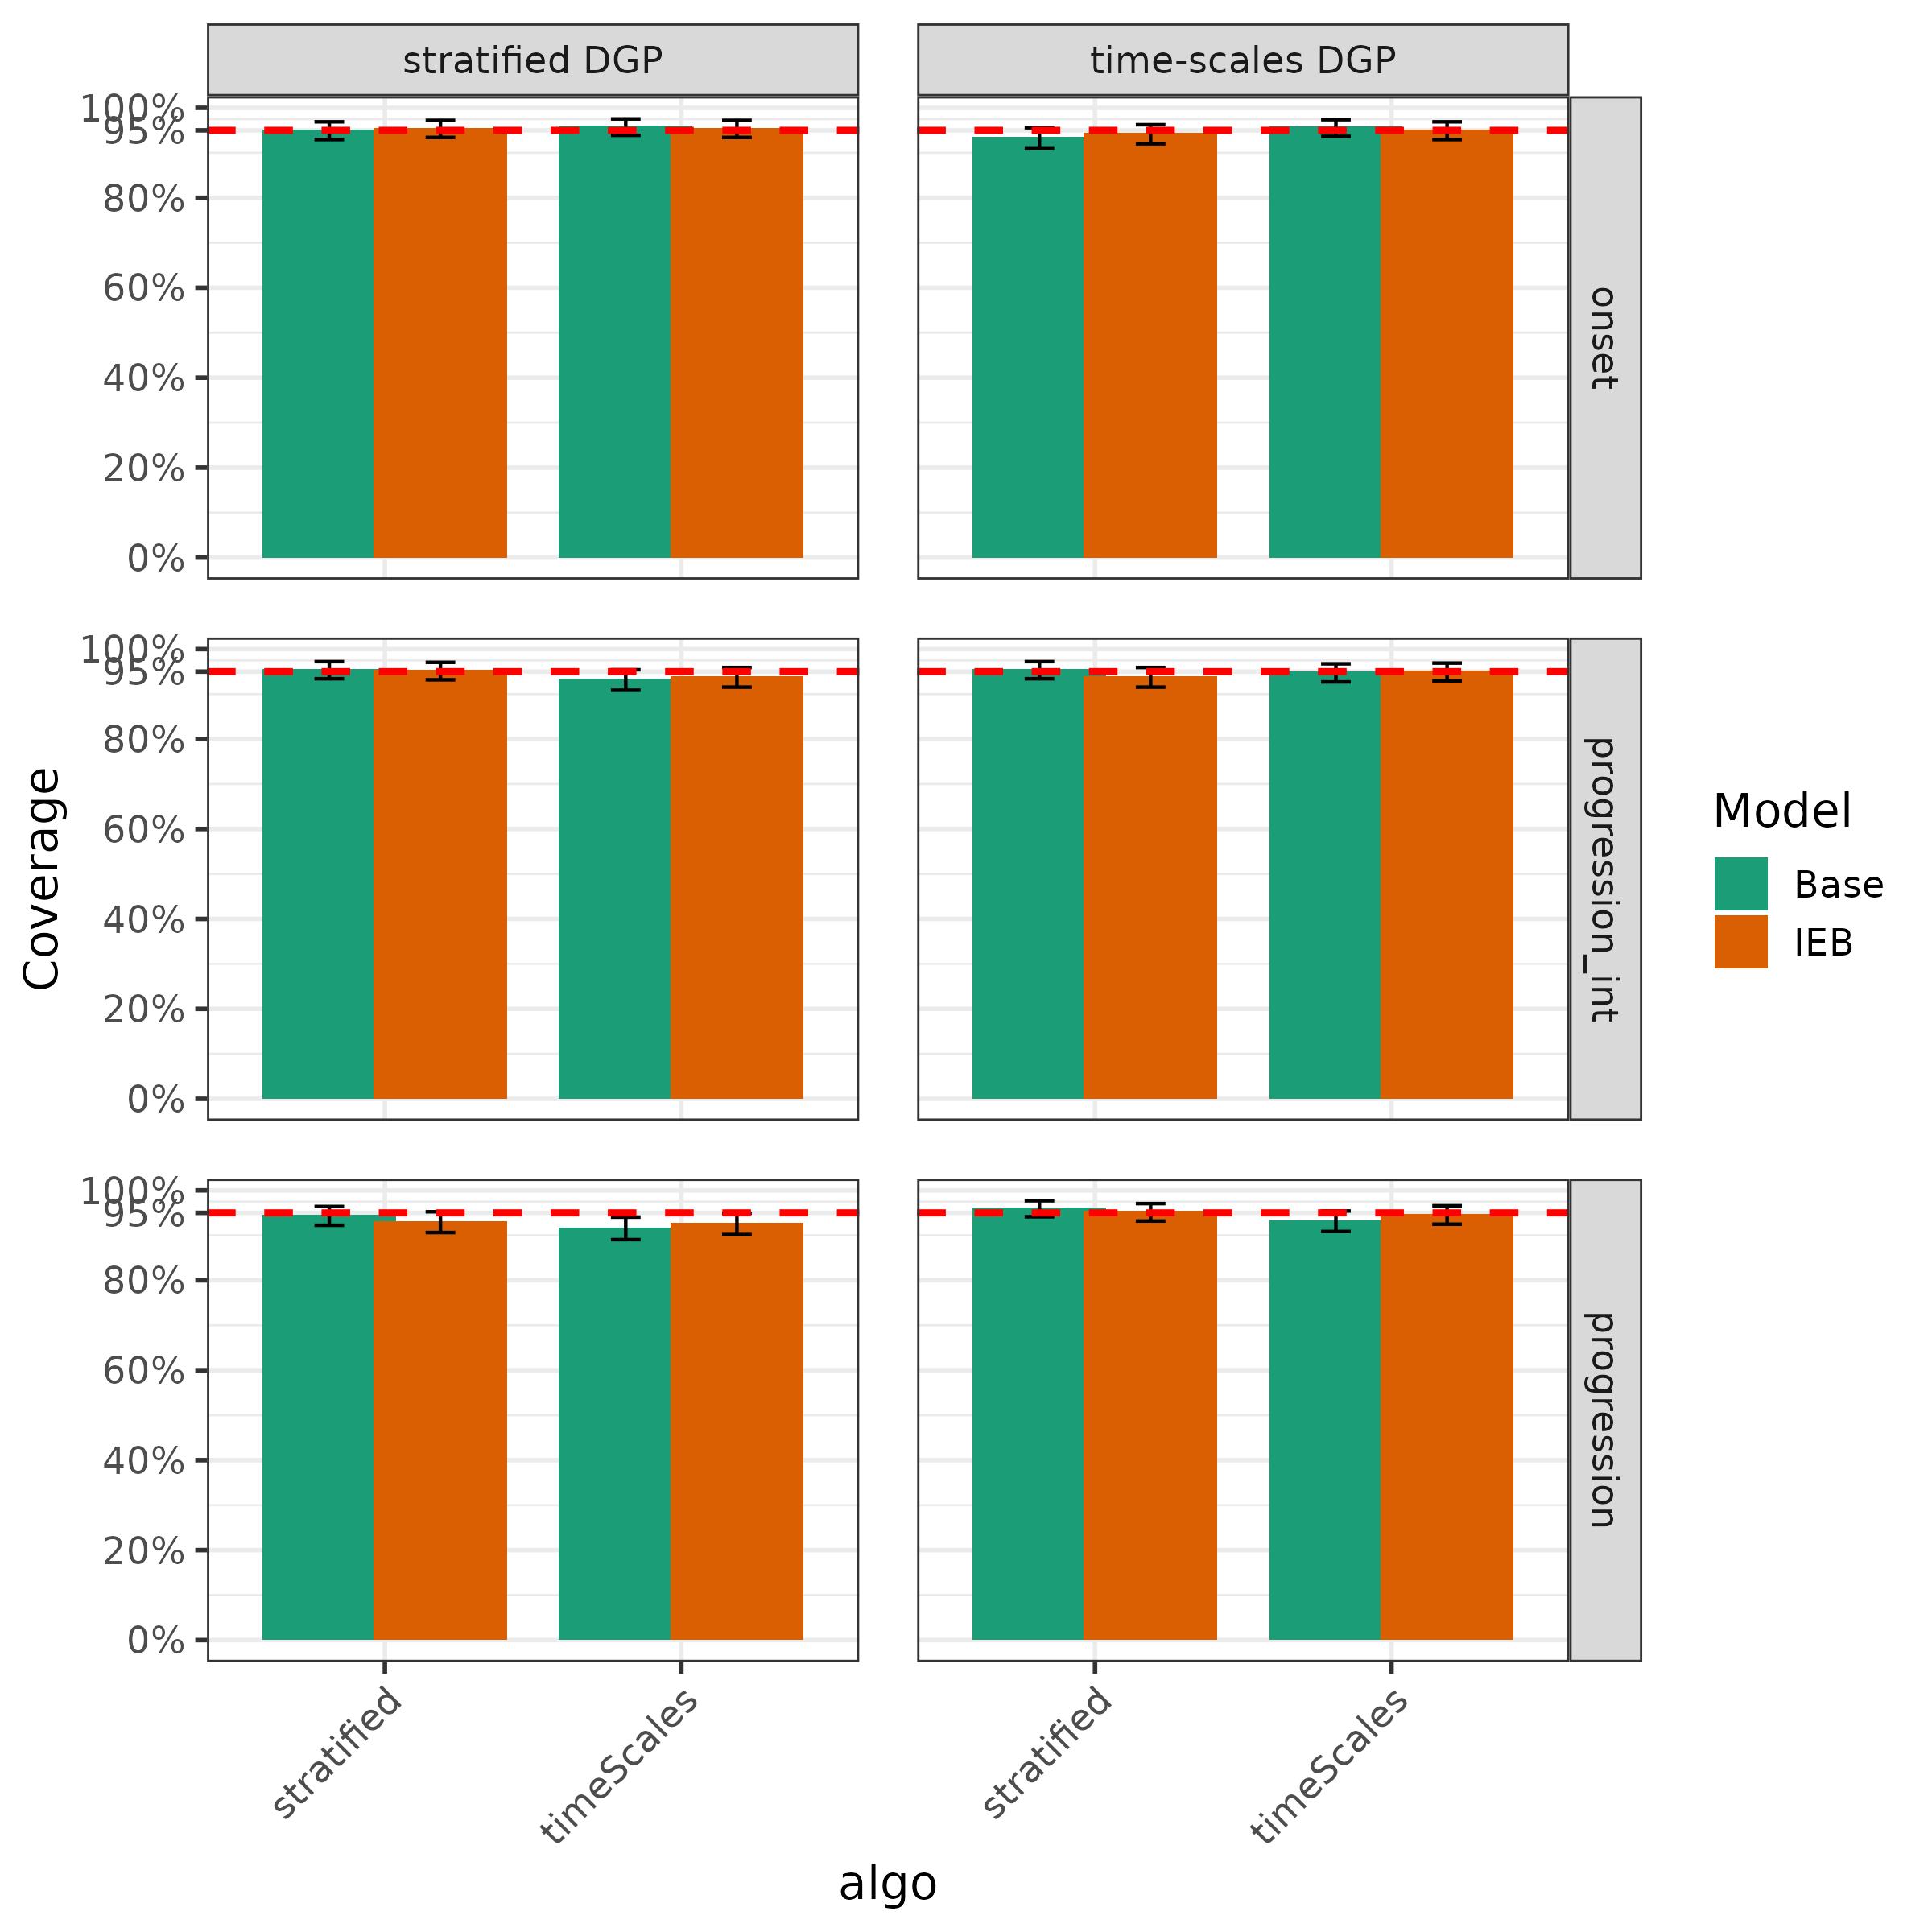 stratified DGP
time-scales DGP
100%
95%
80%
60%
40%
20%
0%
onset
100%
95%
80%
60%
40%
20%
0%
progression_int
100%
95%
80%
60%
40%
20%
0%
progression
Coverage
Model
Base
IEB
stratified
timeScales
stratified
timeScales
algo